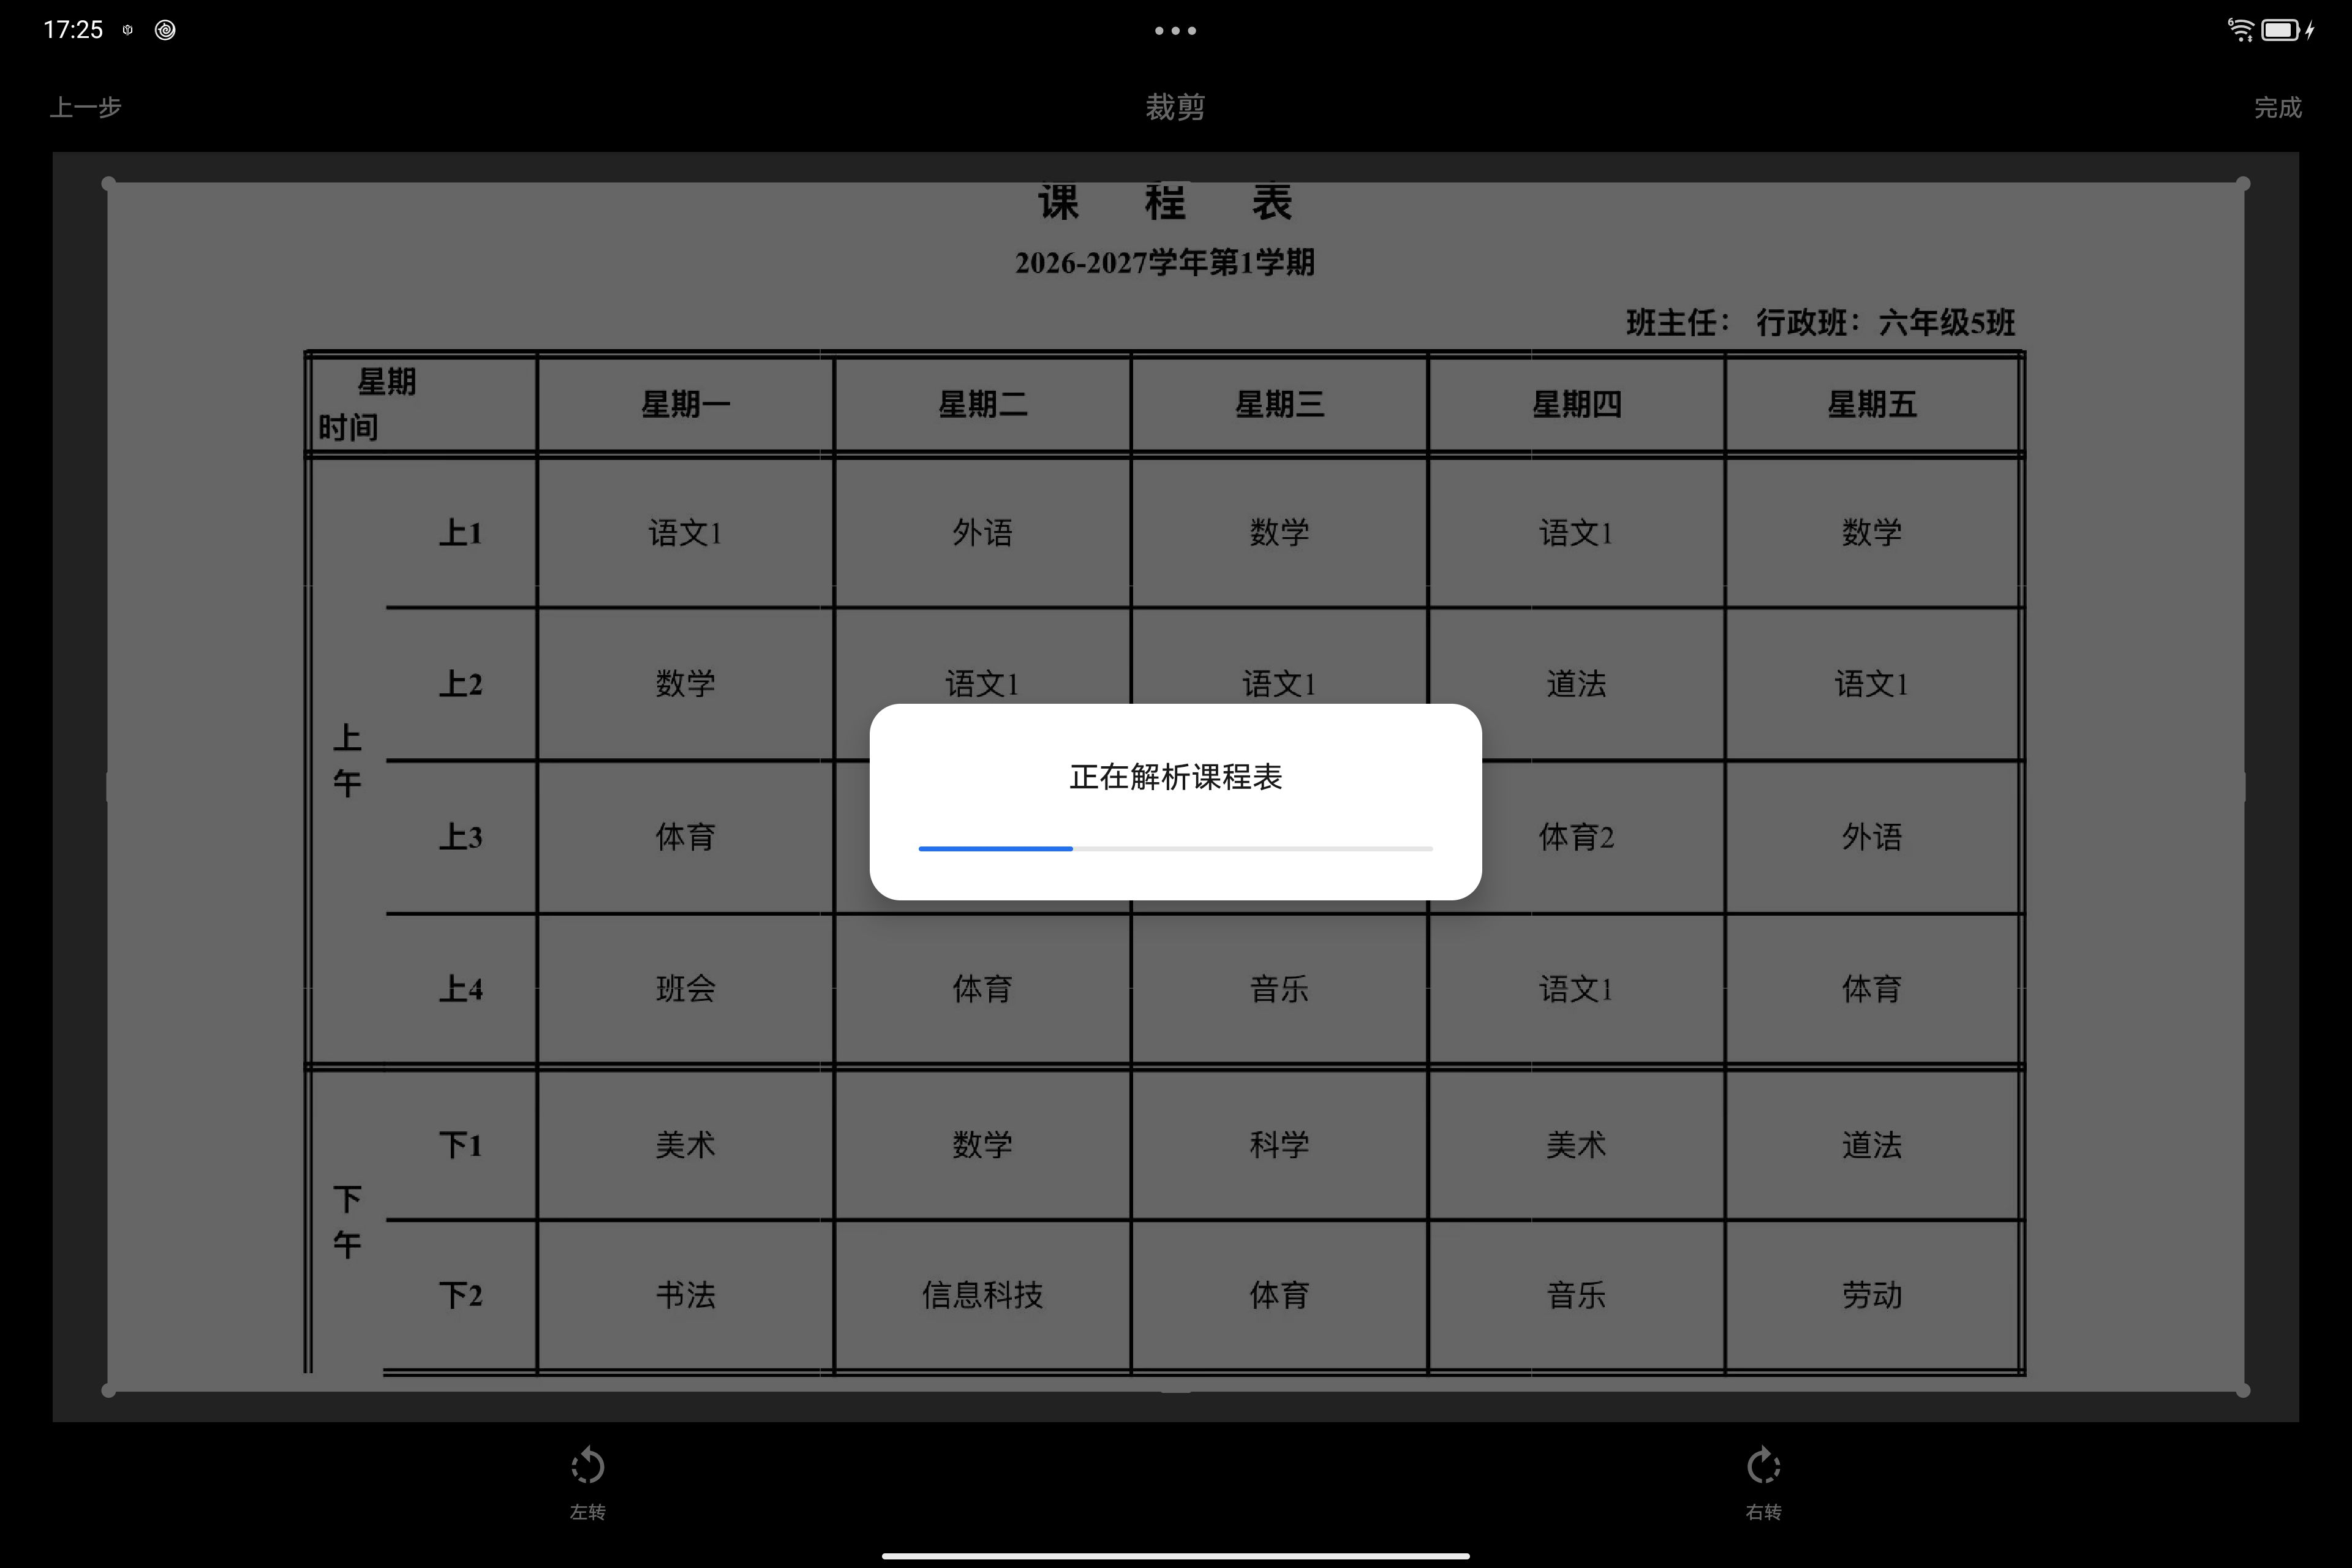 17:25
上一步 裁剪 完成
课 程 表
2026-2027学年第1学期
班主任： 行政班：六年级5班
星期
时间
星期一 星期二 星期三 星期四 星期五
上午
上1 语文1 外语 数学 语文1 数学
上2 数学 语文1 语文1 道法 语文1
正在解析课程表
上3 体育 体育2 外语
上4 班会 体育 音乐 语文1 体育
下午
下1 美术 数学 科学 美术 道法
下2 书法 信息科技 体育 音乐 劳动
左转 右转